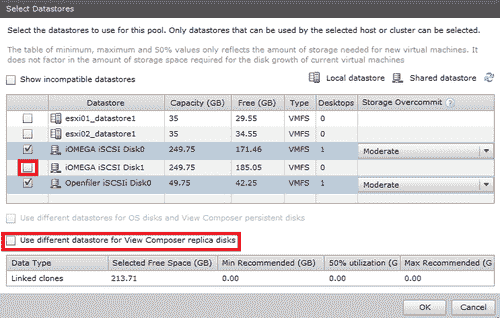 Select Datastores
Select the datastores to use for this pool. Only datastores that can be used by the selected host or cluster can be selected.
The table of minimum, maximum and 50% values only reflects the amount of storage needed for new virtual machines. It
does not factor in the amount of storage space required for the disk growth of current virtual machines
Show incompatible datastores Local datastore Shared datastore
Datastore Capacity (GB) Free (GB) Type Desktops Storage Overcommit ?
esxi01_datastore1 35 29.55 VMFS 0
esxi02_datastore1 35 34.55 VMFS 0
iOMEGA iSCSI Disk0 249.75 171.46 VMFS 1 Moderate
iOMEGA iSCSI Disk1 249.75 185.05 VMFS 0
Openfiler iSCSIi Disk0 49.75 42.25 VMFS 1 Moderate
Use different datastores for OS disks and View Composer persistent disks
Use different datastore for View Composer replica disks
Data Type Selected Free Space (GB) Min Recommended (GB) 50% utilization (G Max Recommended (G
Linked clones 213.71 0.00 0.00 0.00
OK Cancel